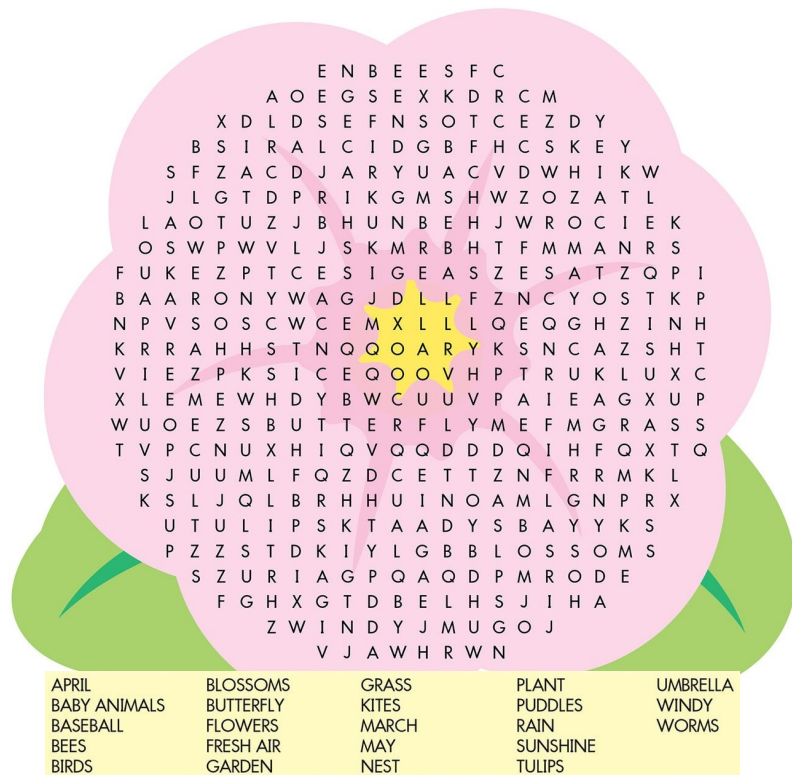 E N B E E S F C
A O E G S E X K D R C M
X D L D S E F N S O T C E Z D Y
B S I R A L C I D G B F H C S K E Y
S F Z A C D J A R Y U A C V D W H I K W
J L G T D P R I K G M S H W Z O Z A T L
L A O T U Z J B H U N B E H J W R O C I E K
O S W P W V L J S K M R B H T F M M A N R S
F U K E Z P T C E S I G E A S Z E S A T Z Q P I
B A A R O N Y W A G J D L L F Z N C Y O S T K P
N P V S O S C W C E M X L L L Q E Q G H Z I N H
K R R A H H S T N Q Q O A R Y K S N C A Z S H T
V I E Z P K S I C E Q O O V H P T R U K L U X C
X L E M E W H D Y B W C U U V P A I E A G X U P
W U O E Z S B U T T E R F L Y M E F M G R A S S
T V P C N U X H I Q V Q Q D D D Q I H F Q X T Q
S J U U M L F Q Z D C E T T Z N F R R M K L
K S L J Q L B R H H U I N O A M L G N P R X
U T U L I P S K T A A D Y S B A Y Y K S
P Z Z S T D K I Y L G B B L O S S O M S
S Z U R I A G P Q A Q D P M R O D E
F G H X G T D B E L H S J I H A
Z W I N D Y J M U G O J
V J A W H R W N
APRIL BLOSSOMS GRASS PLANT UMBRELLA
BABY ANIMALS BUTTERFLY KITES PUDDLES WINDY
BASEBALL FLOWERS MARCH RAIN WORMS
BEES FRESH AIR MAY SUNSHINE
BIRDS GARDEN NEST TULIPS